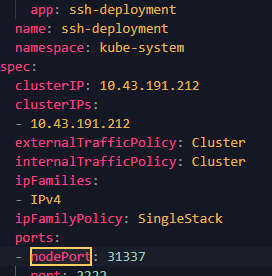 app: ssh-deployment
name: ssh-deployment
namespace: kube-system
spec:
clusterIP: 10.43.191.212
clusterIPs:
- 10.43.191.212
externalTrafficPolicy: Cluster
internalTrafficPolicy: Cluster
ipFamilies:
- IPv4
ipFamilyPolicy: SingleStack
ports:
- nodePort: 31337
port: 2222